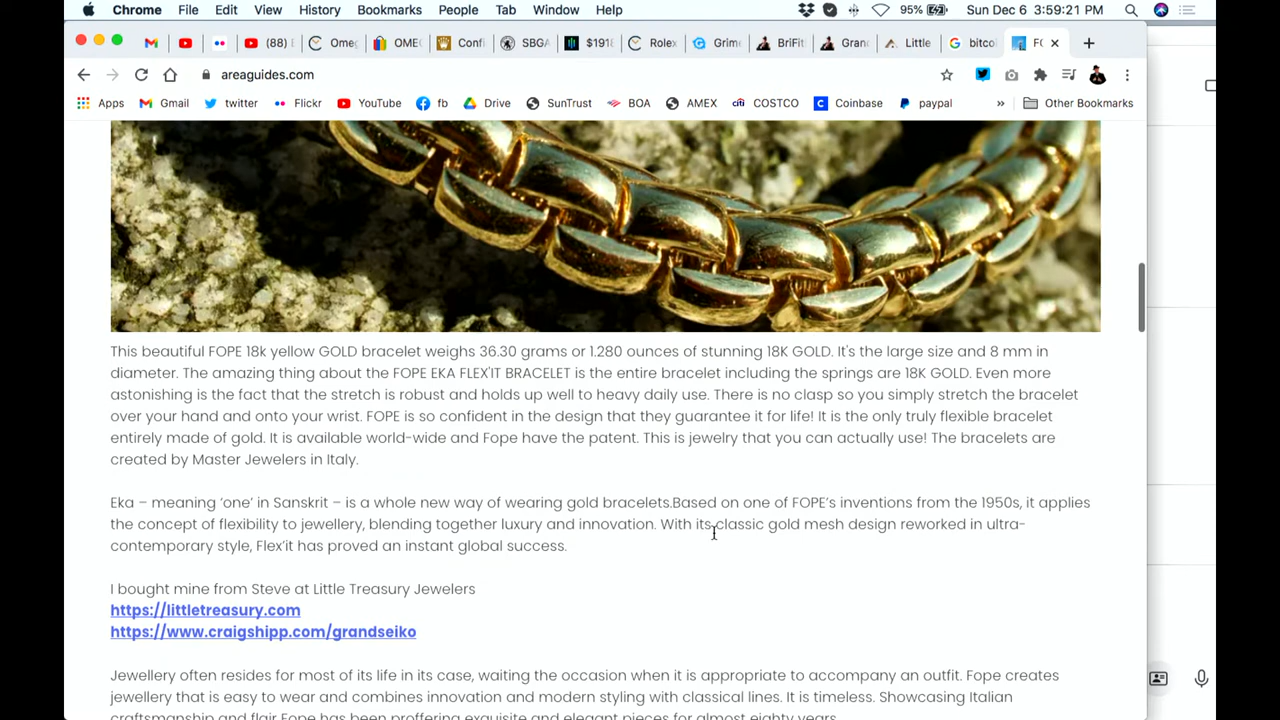 Chrome File Edit View History Bookmarks People Tab Window Help 95% Sun Dec 6 3:59:21 PM
(88) Ome OMEC Confi SBGA $1918 Rolex Grime BriFit Granc Little bitco FC
areaguides.com
Apps Gmail twitter Flickr YouTube fb Drive SunTrust BOA AMEX COSTCO Coinbase paypal » Other Bookmarks
This beautiful FOPE 18k yellow GOLD bracelet weighs 36.30 grams or 1.280 ounces of stunning 18K GOLD. It's the large size and 8 mm in
diameter. The amazing thing about the FOPE EKA FLEX'IT BRACELET is the entire bracelet including the springs are 18K GOLD. Even more
astonishing is the fact that the stretch is robust and holds up well to heavy daily use. There is no clasp so you simply stretch the bracelet
over your hand and onto your wrist. FOPE is so confident in the design that they guarantee it for life! It is the only truly flexible bracelet
entirely made of gold. It is available world-wide and Fope have the patent. This is jewelry that you can actually use! The bracelets are
created by Master Jewelers in Italy.
Eka – meaning ‘one’ in Sanskrit – is a whole new way of wearing gold bracelets.Based on one of FOPE’s inventions from the 1950s, it applies
the concept of flexibility to jewellery, blending together luxury and innovation. With its classic gold mesh design reworked in ultra-
contemporary style, Flex’it has proved an instant global success.
I bought mine from Steve at Little Treasury Jewelers
https://littletreasury.com
https://www.craigshipp.com/grandseiko
Jewellery often resides for most of its life in its case, waiting the occasion when it is appropriate to accompany an outfit. Fope creates
jewellery that is easy to wear and combines innovation and modern styling with classical lines. It is timeless. Showcasing Italian
craftsmanship and flair Fope has been proffering exquisite and elegant pieces for almost eighty years.